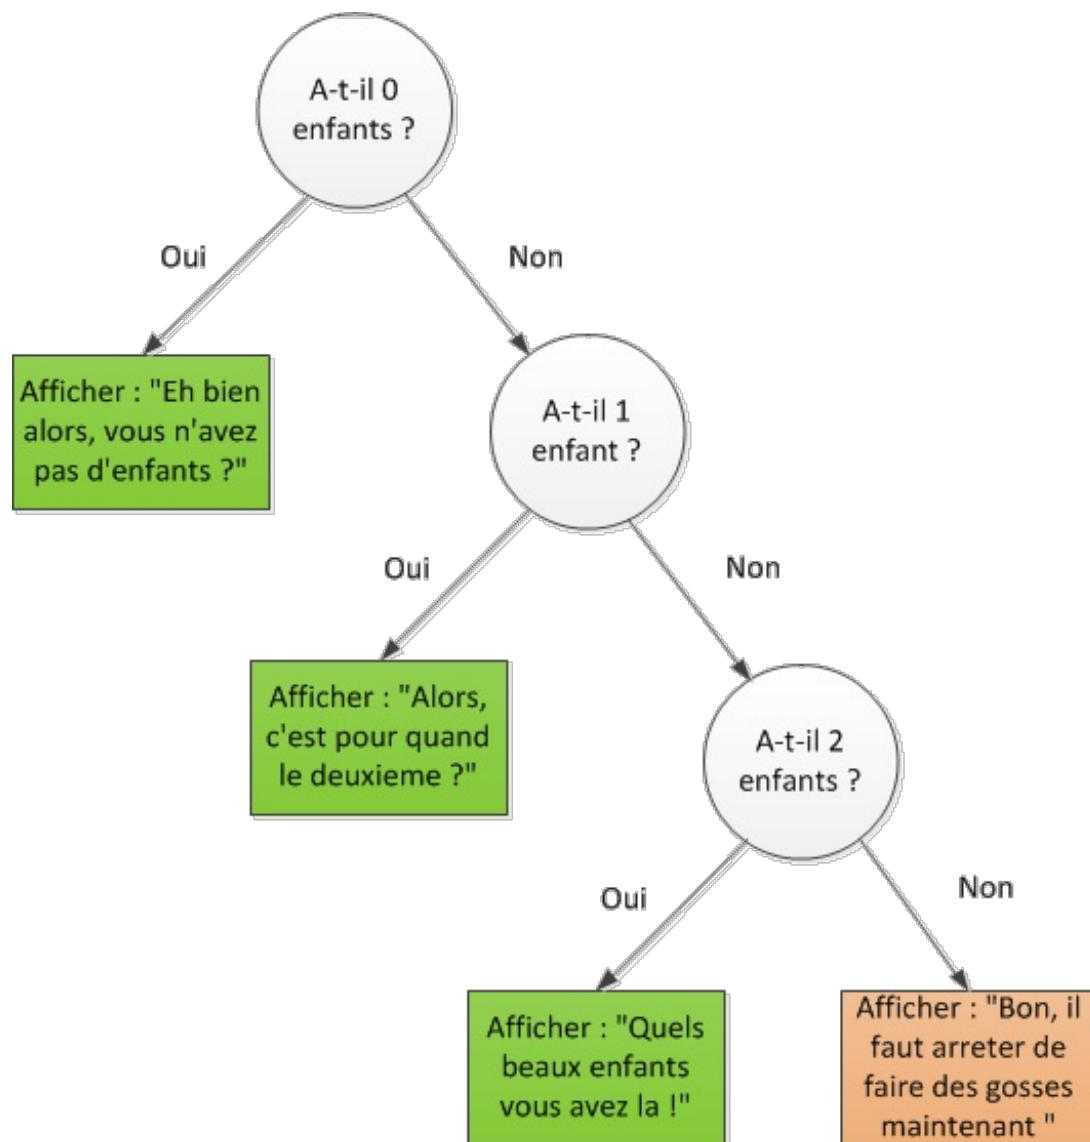 A-t-il 0
enfants ?
Oui
Non
Afficher : "Eh bien
alors, vous n'avez
pas d'enfants ?"
A-t-il 1
enfant ?
Oui
Non
Afficher : "Alors,
c'est pour quand
le deuxieme ?"
A-t-il 2
enfants ?
Oui
Non
Afficher : "Quels
beaux enfants
vous avez la !"
Afficher : "Bon, il
faut arreter de
faire des gosses
maintenant "